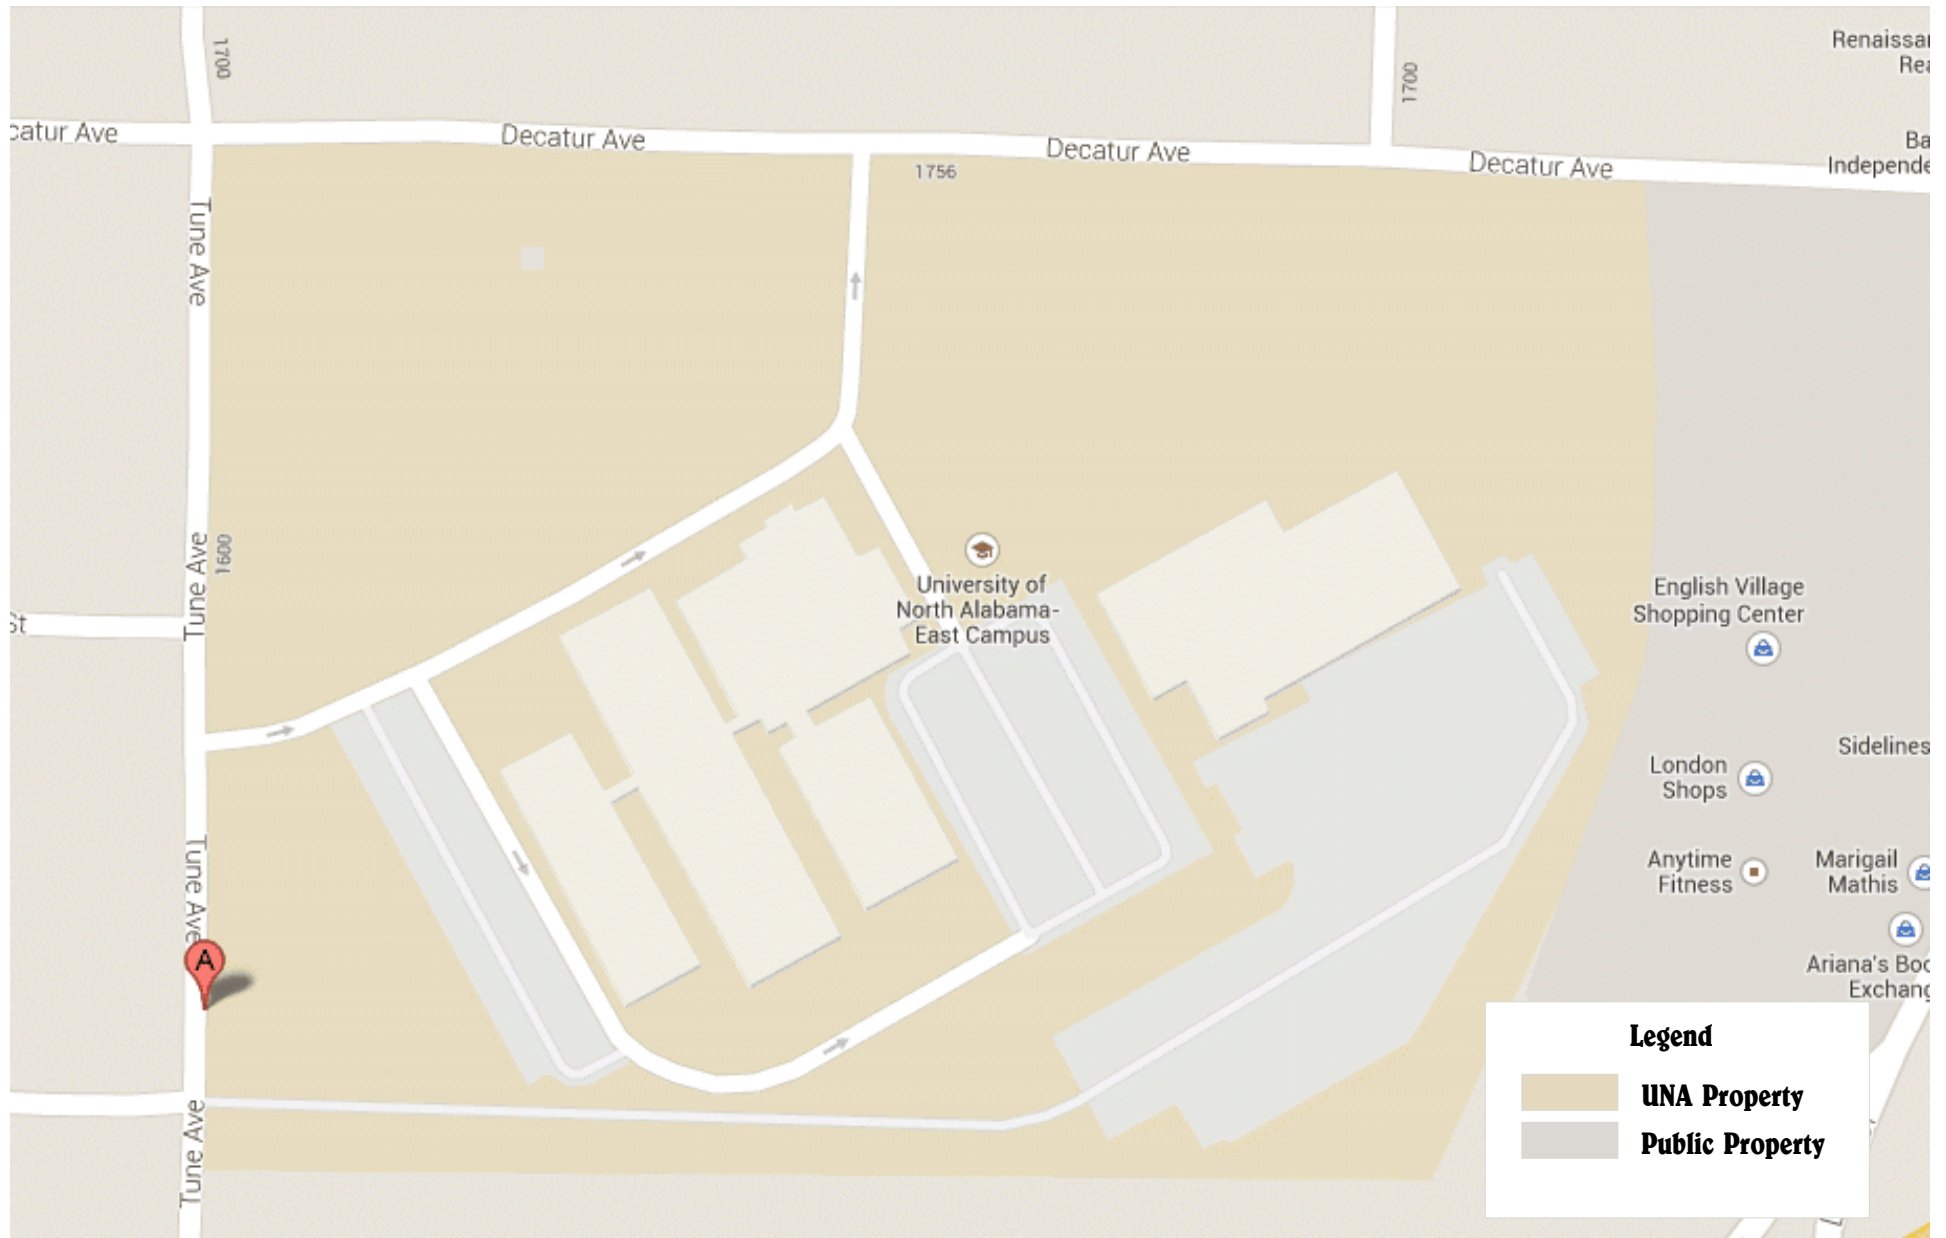 1700
1700
Renaissa
Rea
catur Ave
Decatur Ave
Decatur Ave
Decatur Ave
Ba
Independe
1756
Tune Ave
Tune Ave
1600
University of
North Alabama-
East Campus
St
English Village
Shopping Center
Sidelines
London
Shops
Anytime
Fitness
Marigail
Mathis
Tune Ave
A
Ariana's Boo
Exchang
Legend
UNA Property
Public Property
Tune Ave